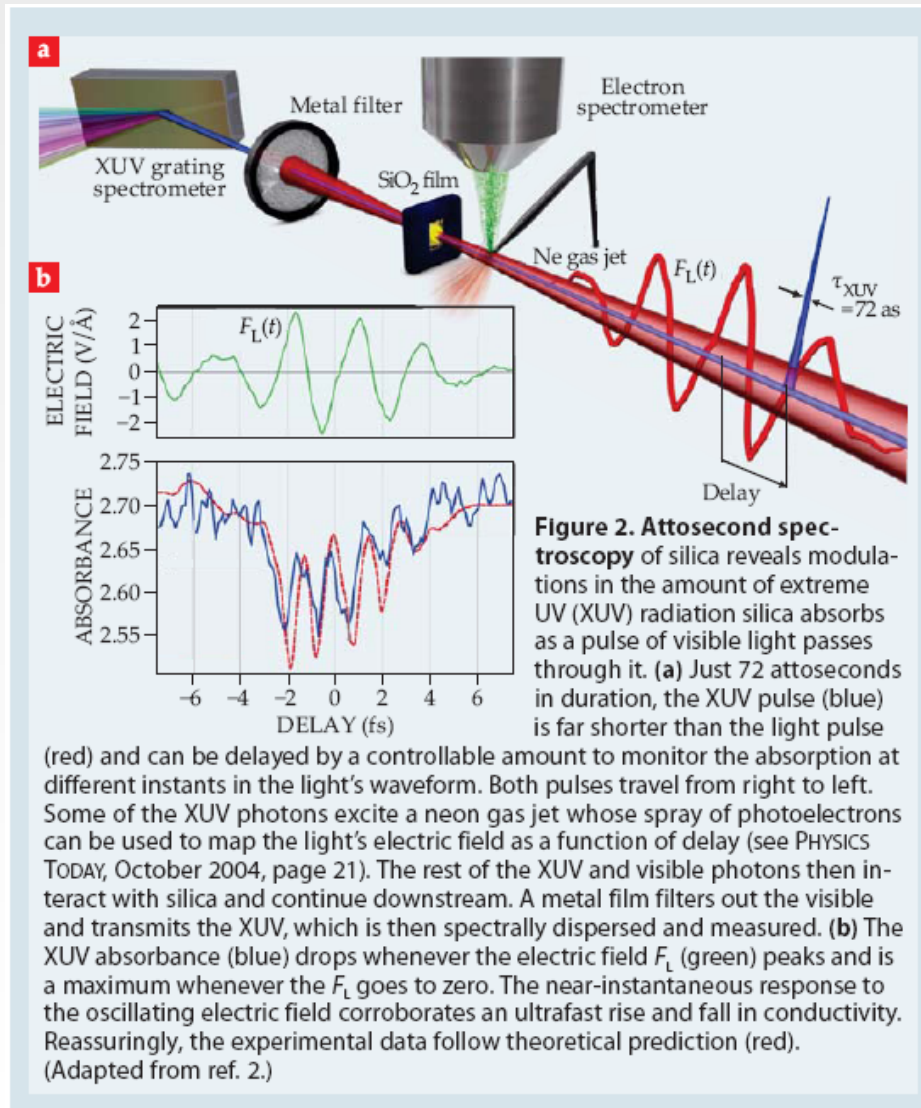 a
Metal filter
Electron
spectrometer
XUV grating
spectrometer
SiO2 film
Ne gas jet
FL(t)
τXUV
=72 as
Delay
b
ELECTRIC
FIELD (V/Å)
2
1
0
−1
−2
FL(t)
ABSORBANCE
2.75
2.70
2.65
2.60
2.55
−6 −4 −2 0 2 4 6
DELAY (fs)
Figure 2. Attosecond spec-
troscopy of silica reveals modula-
tions in the amount of extreme
UV (XUV) radiation silica absorbs
as a pulse of visible light passes
through it. (a) Just 72 attoseconds
in duration, the XUV pulse (blue)
is far shorter than the light pulse
(red) and can be delayed by a controllable amount to monitor the absorption at
different instants in the light's waveform. Both pulses travel from right to left.
Some of the XUV photons excite a neon gas jet whose spray of photoelectrons
can be used to map the light's electric field as a function of delay (see PHYSICS
TODAY, October 2004, page 21). The rest of the XUV and visible photons then in-
teract with silica and continue downstream. A metal film filters out the visible
and transmits the XUV, which is then spectrally dispersed and measured. (b) The
XUV absorbance (blue) drops whenever the electric field FL (green) peaks and is
a maximum whenever the FL goes to zero. The near-instantaneous response to
the oscillating electric field corroborates an ultrafast rise and fall in conductivity.
Reassuringly, the experimental data follow theoretical prediction (red).
(Adapted from ref. 2.)